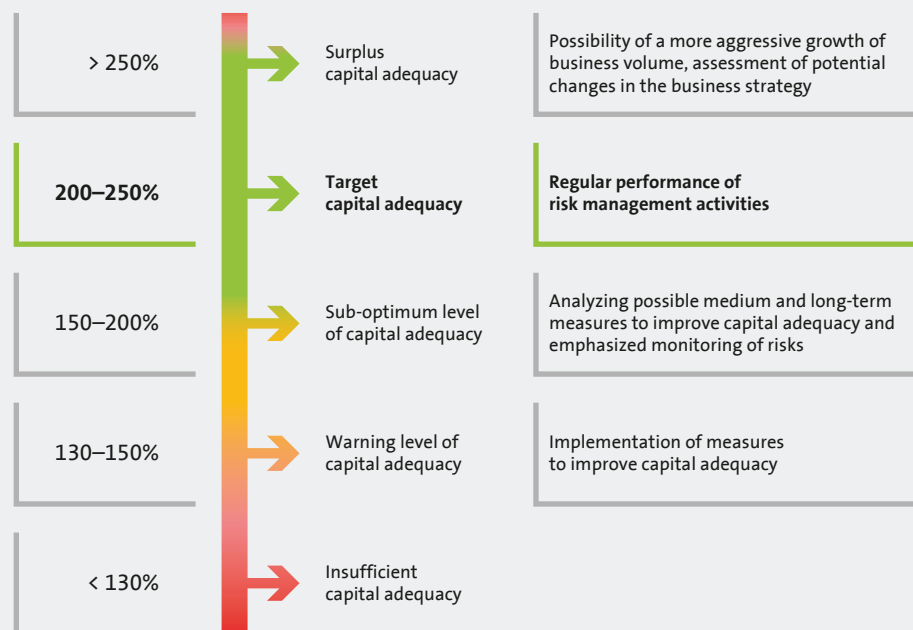 > 250%
Surplus
capital adequacy
Possibility of a more aggressive growth of
business volume, assessment of potential
changes in the business strategy
200–250%
Target
capital adequacy
Regular performance of
risk management activities
150–200%
Sub-optimum level
of capital adequacy
Analyzing possible medium and long-term
measures to improve capital adequacy and
emphasized monitoring of risks
130–150%
Warning level of
capital adequacy
Implementation of measures
to improve capital adequacy
< 130%
Insufficient
capital adequacy